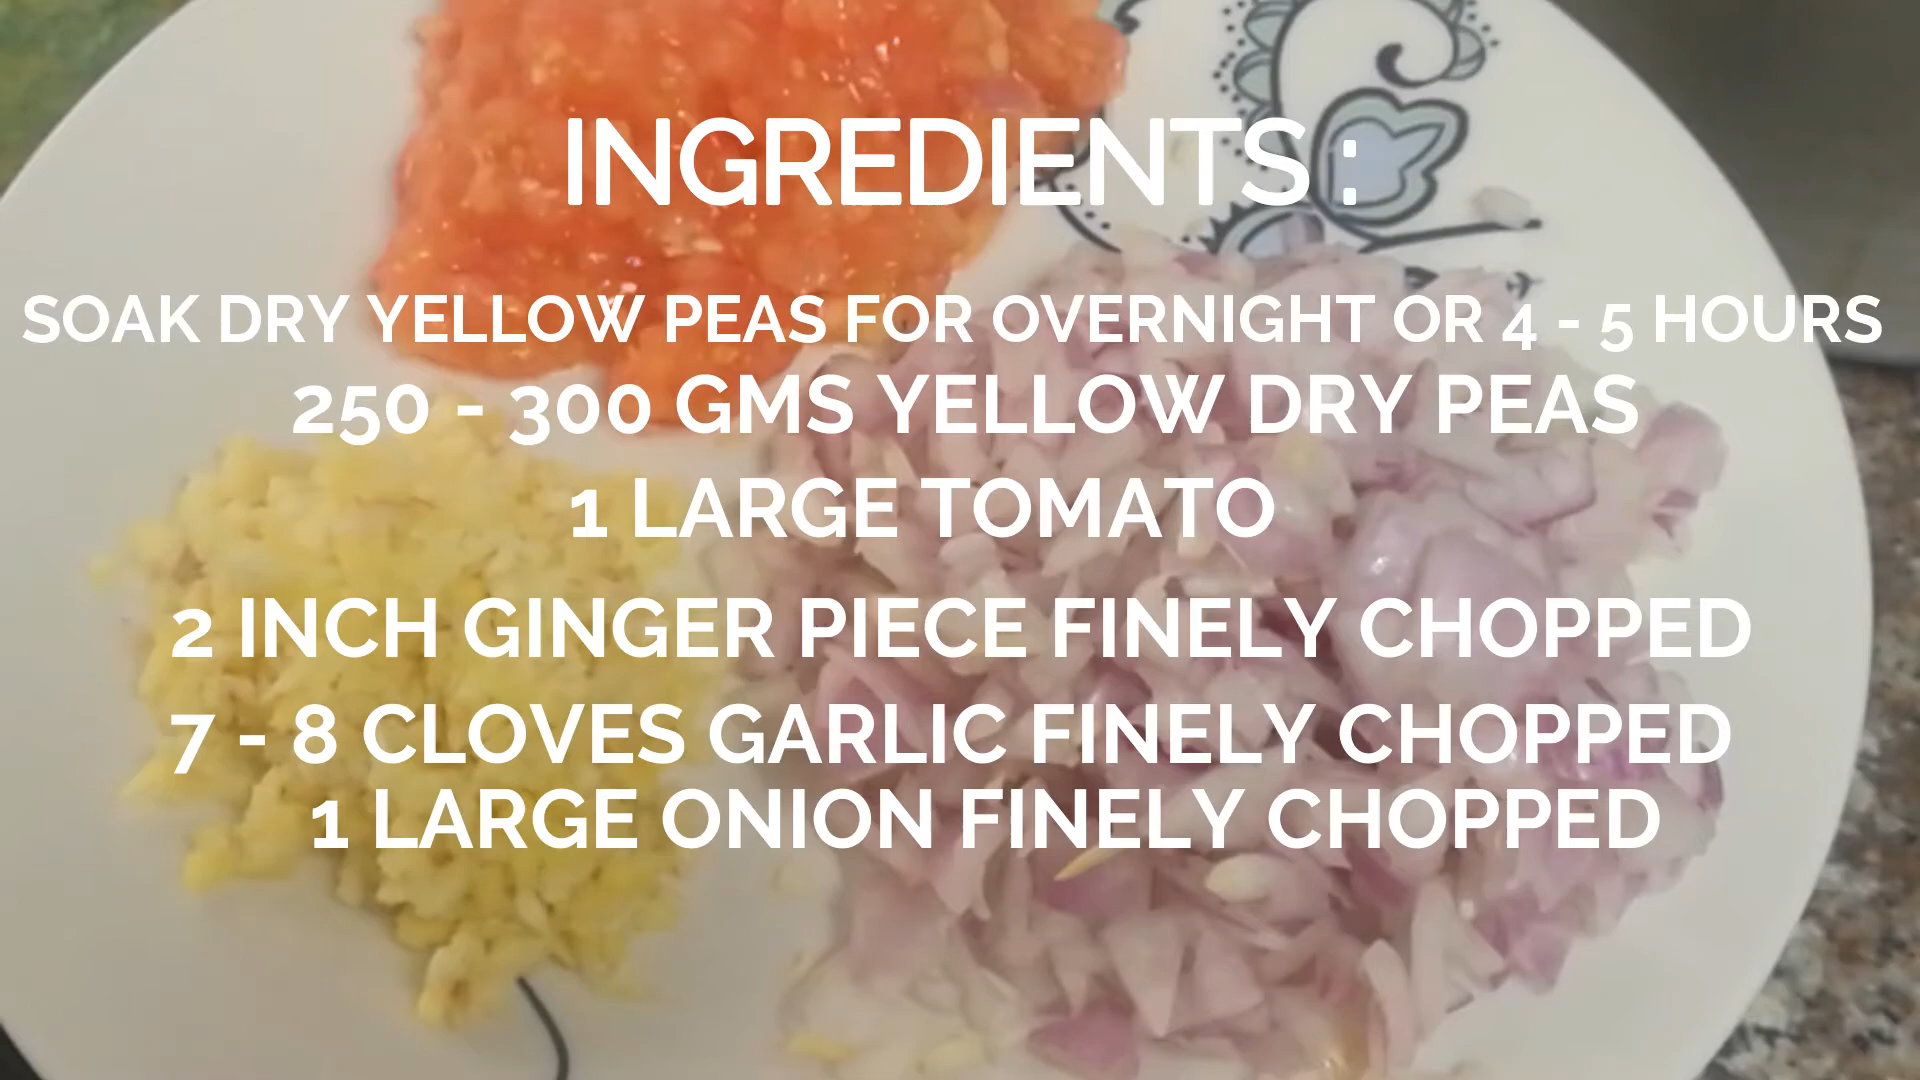 INGREDIENTS :
SOAK DRY YELLOW PEAS FOR OVERNIGHT OR 4 - 5 HOURS
250 - 300 GMS YELLOW DRY PEAS
1 LARGE TOMATO
2 INCH GINGER PIECE FINELY CHOPPED
7 - 8 CLOVES GARLIC FINELY CHOPPED
1 LARGE ONION FINELY CHOPPED